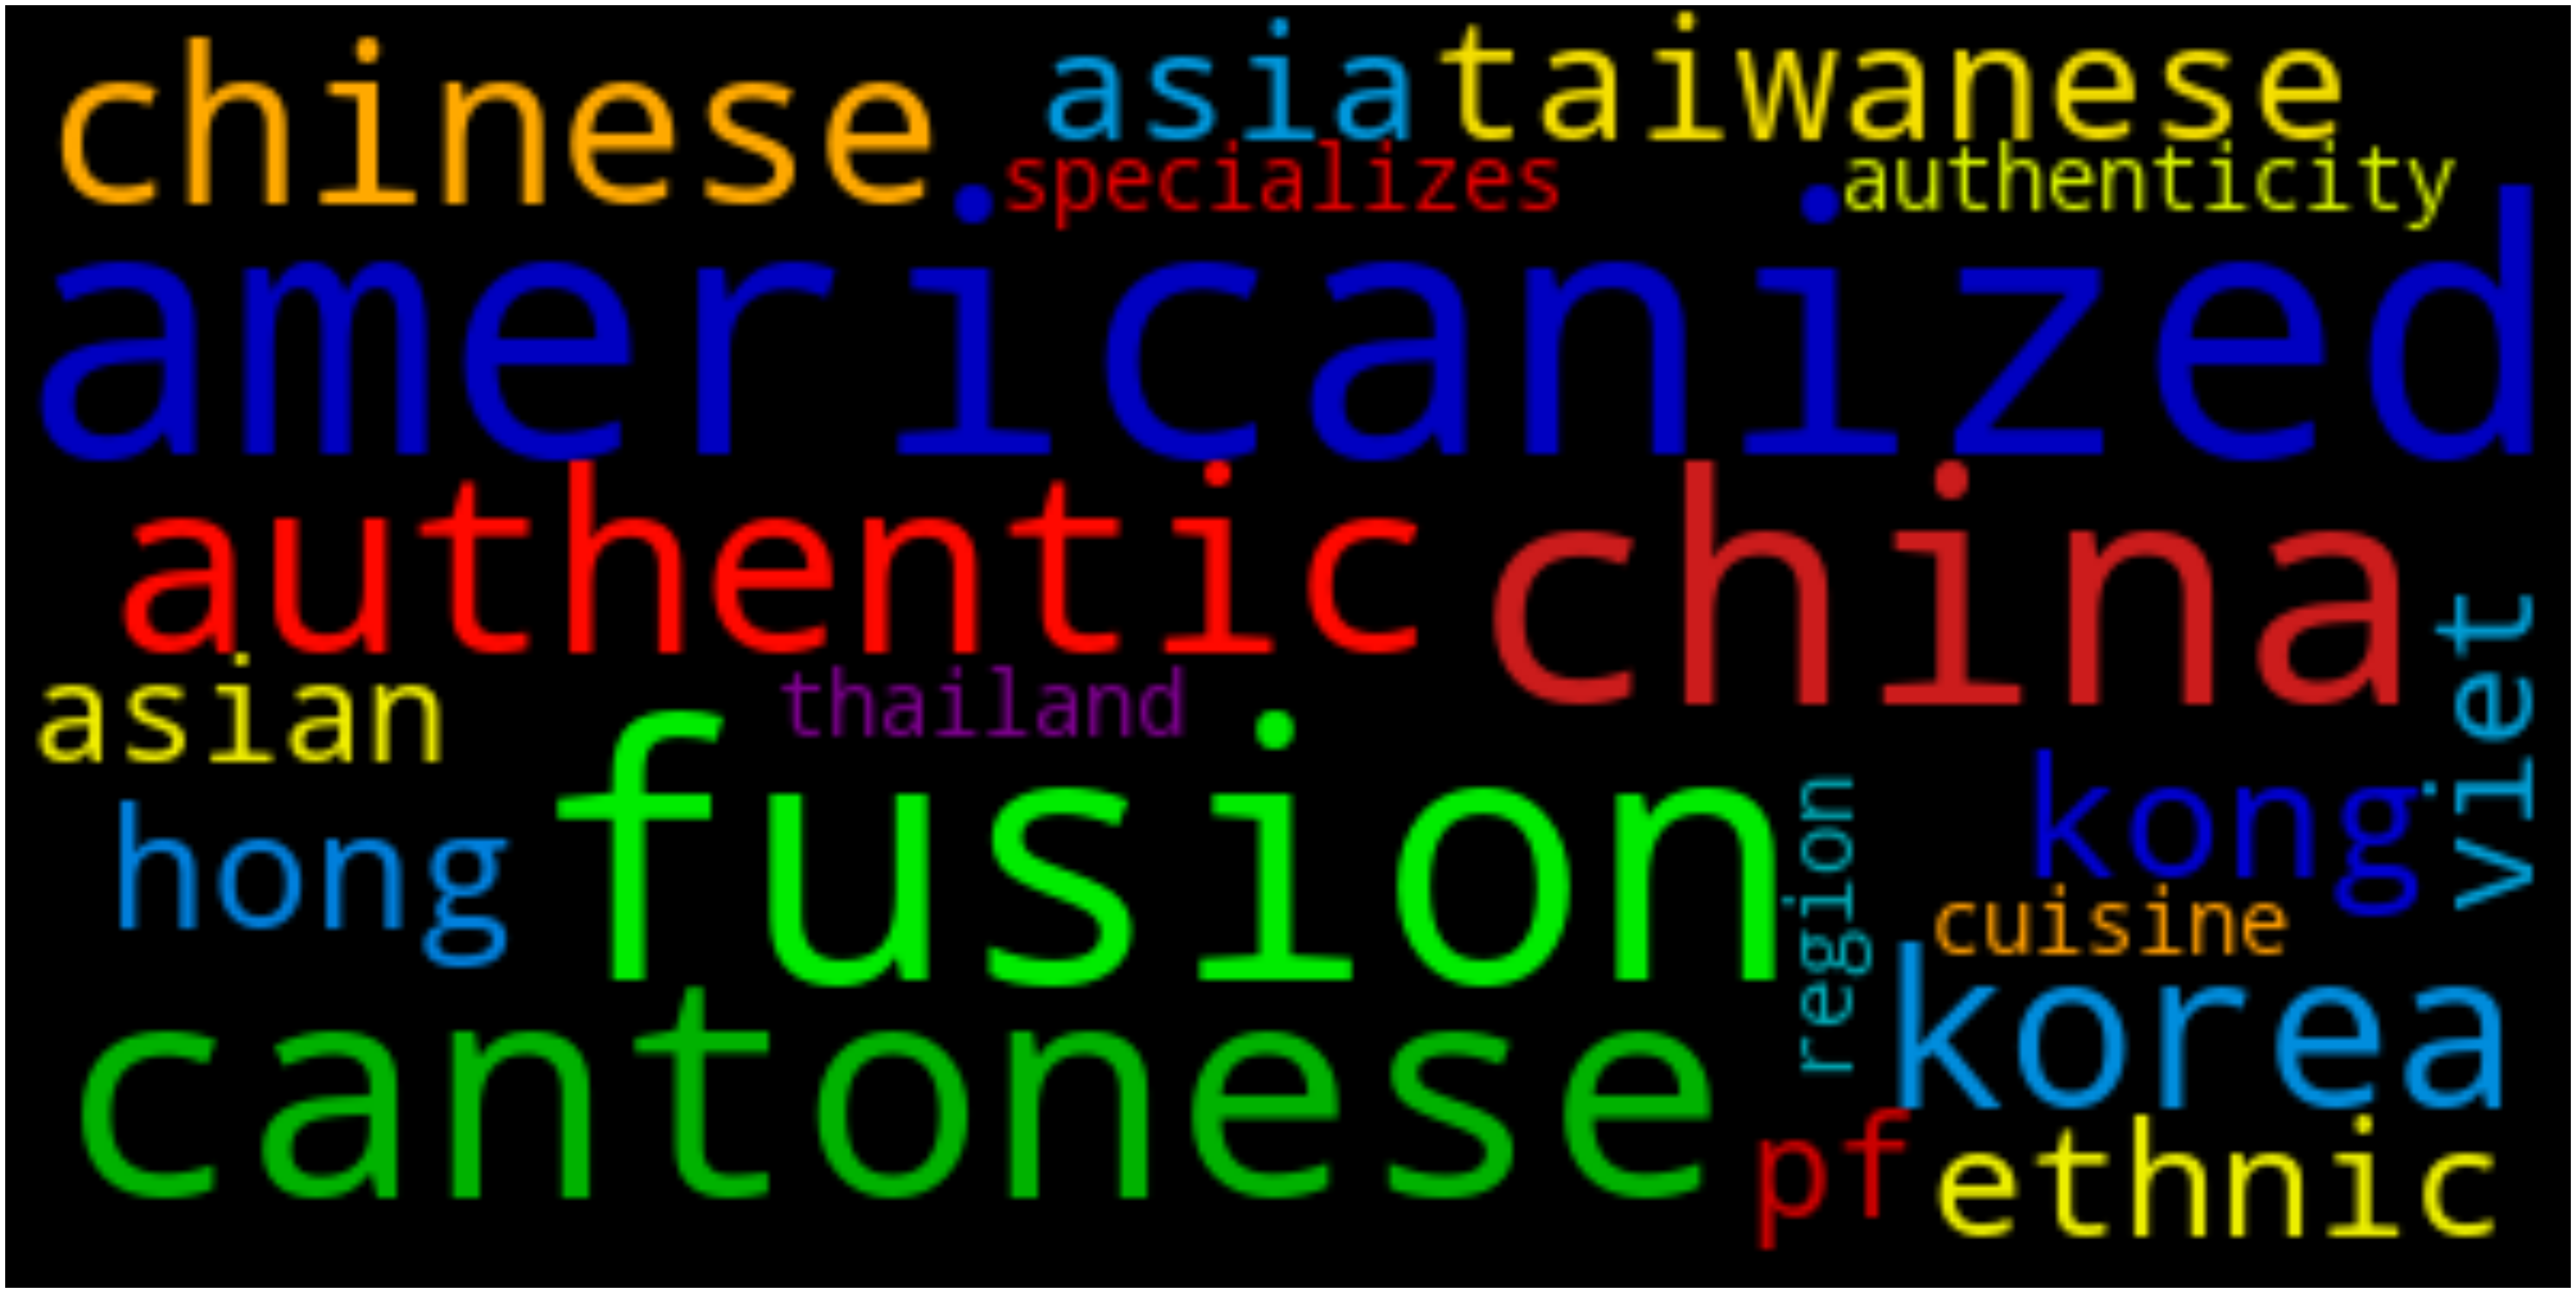 chinese
asia
taiwanese
specializes
authenticity
americanized
authentic
china
viet
asian
thailand
fusion
region
kong
hong
cuisine
korea
cantonese
pf
ethnic